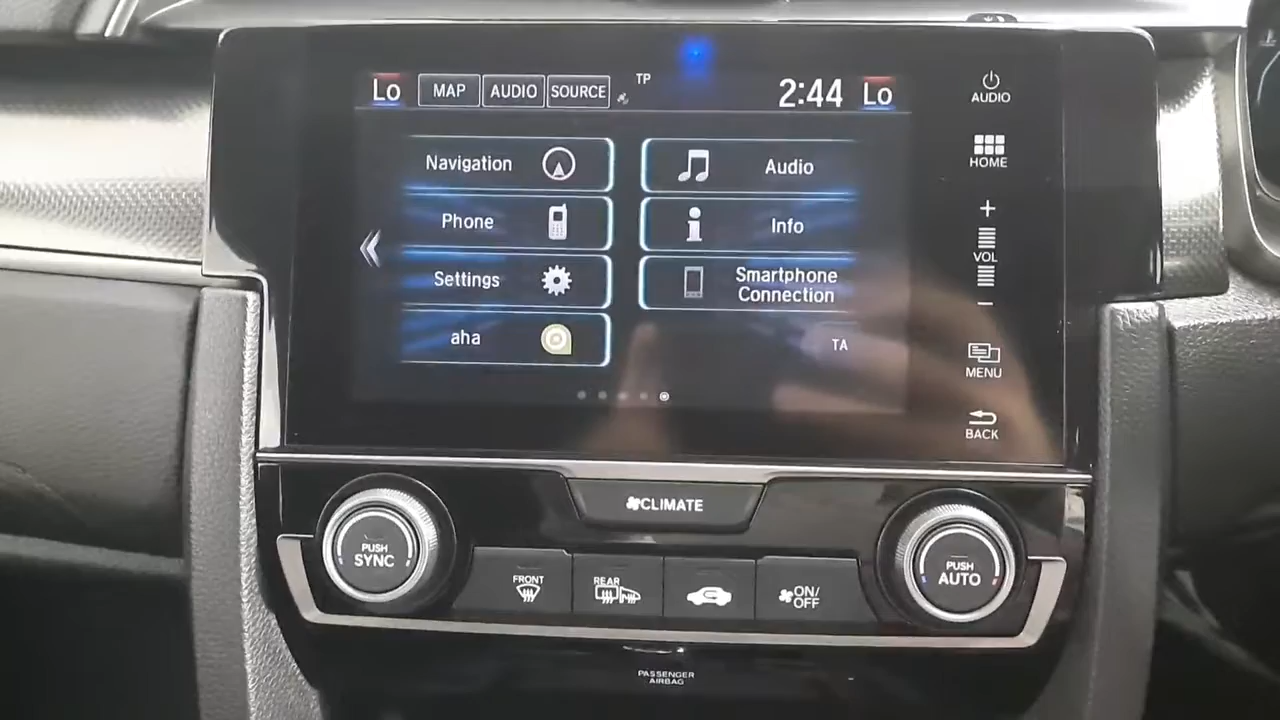 Lo MAP AUDIO SOURCE TP 2:44 Lo
AUDIO
Navigation
Audio
HOME
Phone
Info
+
VOL
-
Settings
Smartphone
Connection
aha
TA
MENU
BACK
CLIMATE
PUSH
SYNC
FRONT
REAR
ON/
OFF
PUSH
AUTO
PASSENGER
AIRBAG